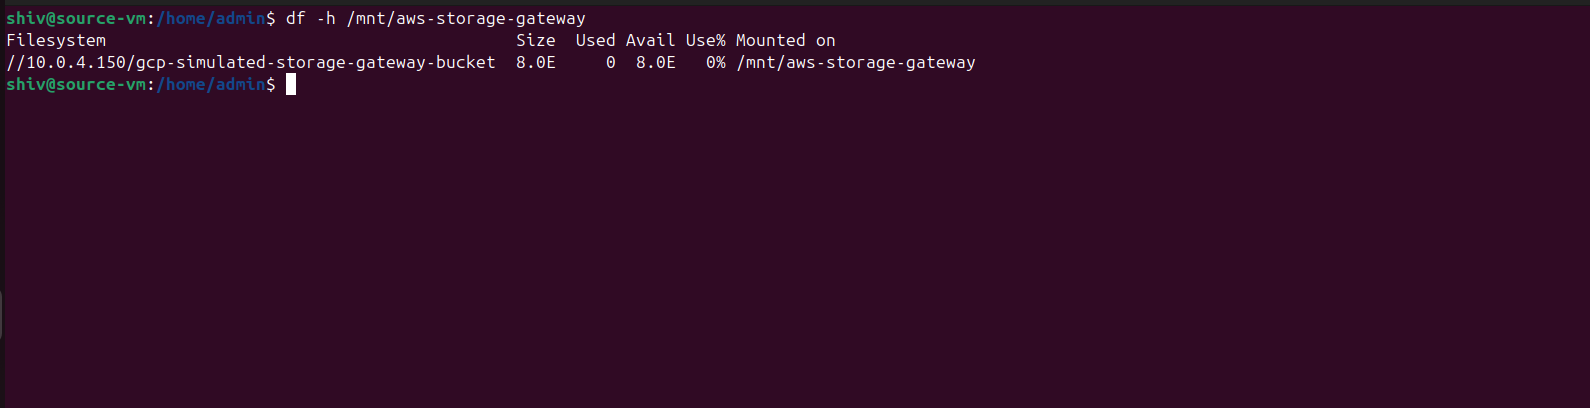 shiv@source-vm:/home/admin$ df -h /mnt/aws-storage-gateway
Filesystem                                         Size  Used Avail Use% Mounted on
//10.0.4.150/gcp-simulated-storage-gateway-bucket  8.0E     0  8.0E   0% /mnt/aws-storage-gateway
shiv@source-vm:/home/admin$